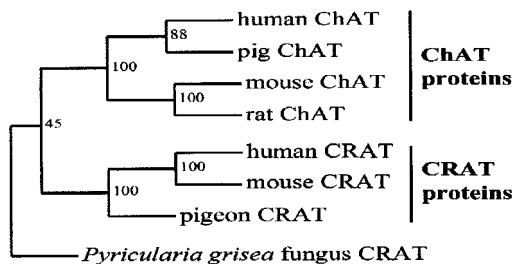 human ChAT
88
pig ChAT
ChAT
proteins
100
mouse ChAT
100
rat ChAT
45
human CRAT
100
mouse CRAT
CRAT
proteins
100
pigeon CRAT
Pyricularia grisea fungus CRAT